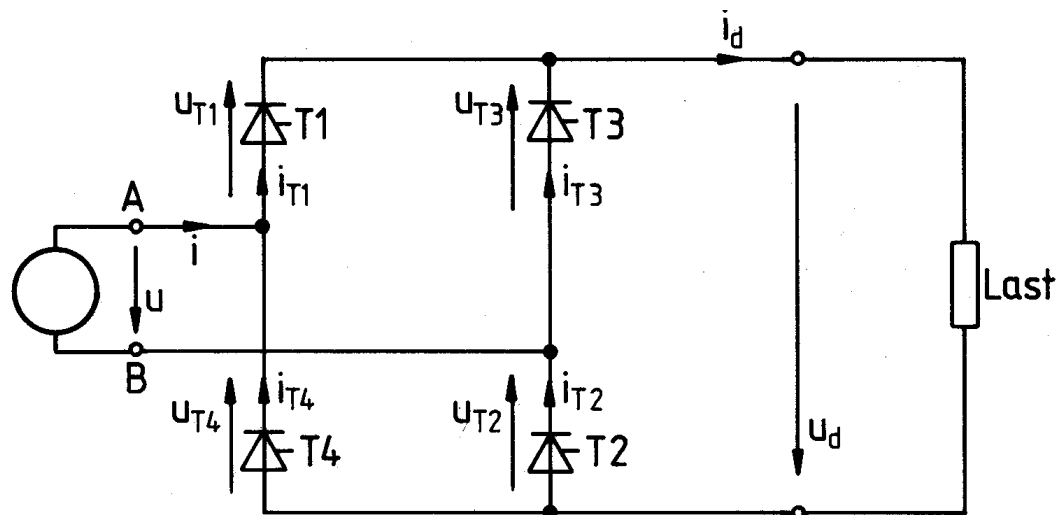 i_d
u_T1
T1
u_T3
T3
i_T1
i_T3
A
i
u
Last
B
i_T4
i_T2
u_T4
T4
u_T2
T2
u_d